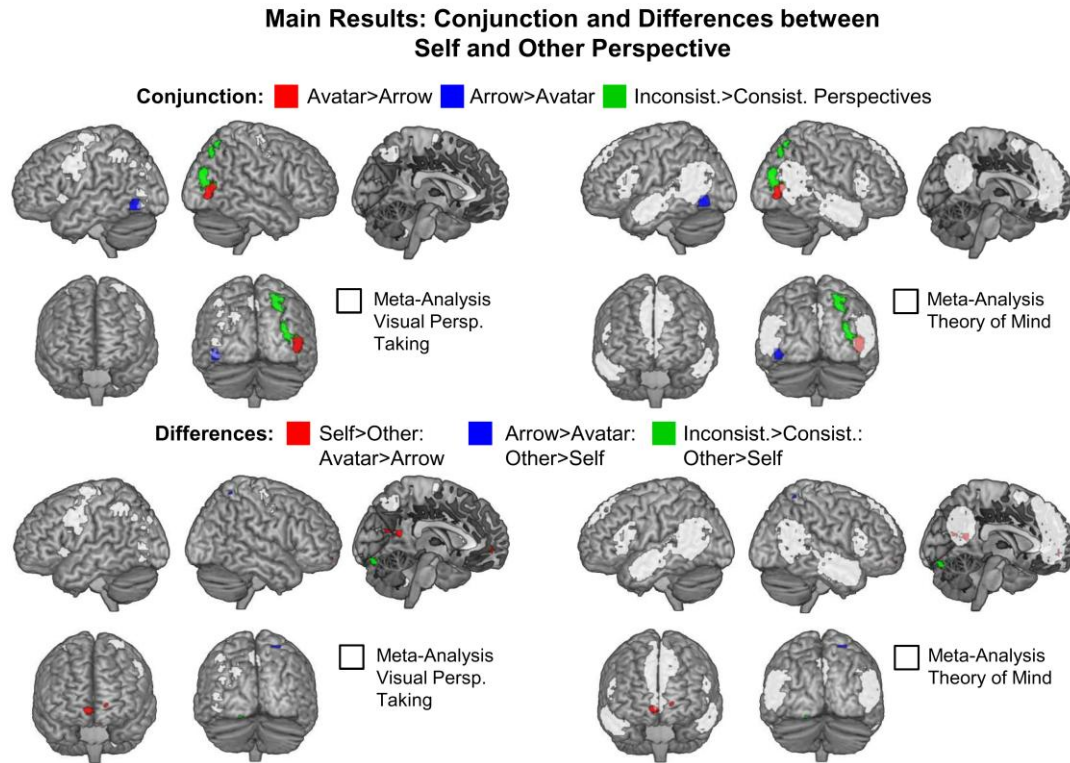 Main Results: Conjunction and Differences between
Self and Other Perspective
Conjunction: Avatar>Arrow Arrow>Avatar Inconsist.>Consist. Perspectives
Meta-Analysis
Visual Persp.
Taking
Meta-Analysis
Theory of Mind
Differences: Self>Other: Arrow>Avatar: Inconsist.>Consist.:
Avatar>Arrow Other>Self Other>Self
Meta-Analysis
Visual Persp.
Taking
Meta-Analysis
Theory of Mind